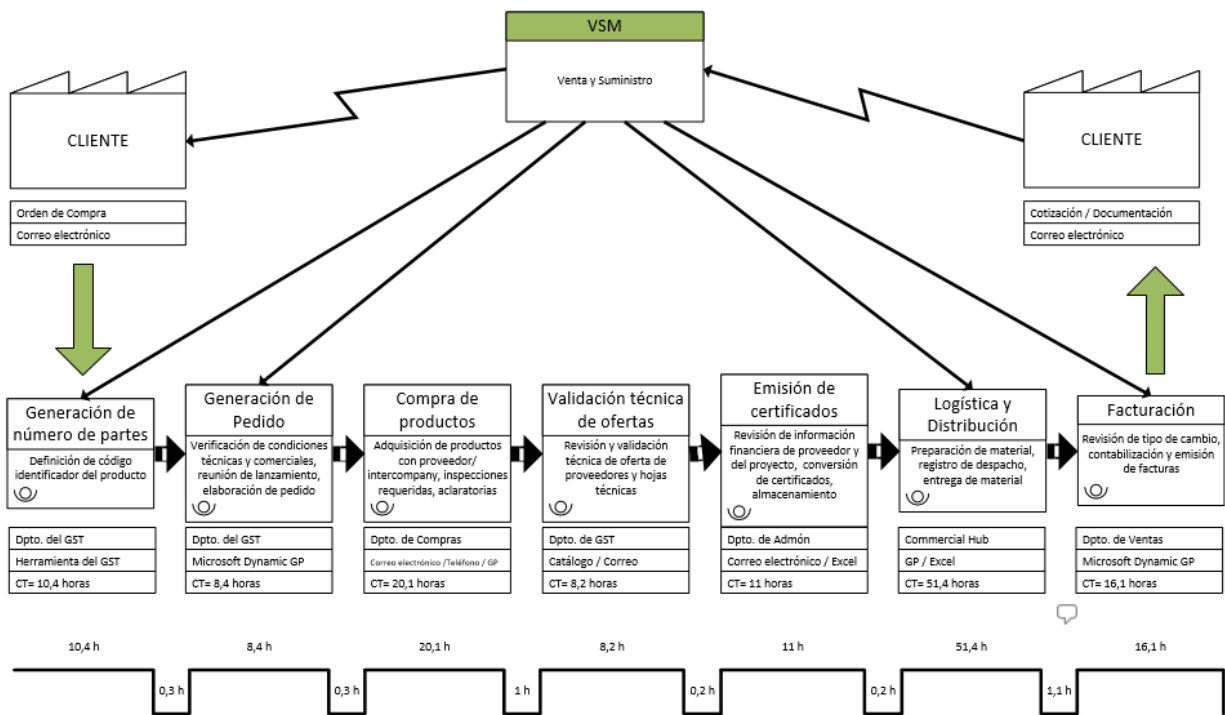 VSM
Venta y Suministro
CLIENTE
Orden de Compra
Correo electrónico
CLIENTE
Cotización / Documentación
Correo electrónico
Generación de
número de partes
Definición de código
identificador del producto
Dpto. del GST
Herramienta del GST
CT= 10,4 horas
Generación de
Pedido
Verificación de condiciones
técnicas y comerciales,
reunión de lanzamiento,
elaboración de pedido
Dpto. del GST
Microsoft Dynamic GP
CT= 8,4 horas
Compra de
productos
Adquisición de productos
con proveedor/
intercompany, inspecciones
requeridas, aclaratorias
Dpto. de Compras
Correo electrónico /Teléfono / GP
CT= 20,1 horas
Validación técnica
de ofertas
Revisión y validación
técnica de oferta de
proveedores y hojas
técnicas
Dpto. de GST
Catálogo / Correo
CT= 8,2 horas
Emisión de
certificados
Revisión de información
financiera de proveedor y
del proyecto, conversión
de certificados,
almacenamiento
Dpto. de Admón
Correo electrónico / Excel
CT= 11 horas
Logística y
Distribución
Preparación de material,
registro de despacho,
entrega de material
Commercial Hub
GP / Excel
CT= 51,4 horas
Facturación
Revisión de tipo de cambio,
contabilización y emisión
de facturas
Dpto. de Ventas
Microsoft Dynamic GP
CT= 16,1 horas
10,4 h
8,4 h
20,1 h
8,2 h
11 h
51,4 h
16,1 h
0,3 h
0,3 h
1 h
0,2 h
0,2 h
1,1 h